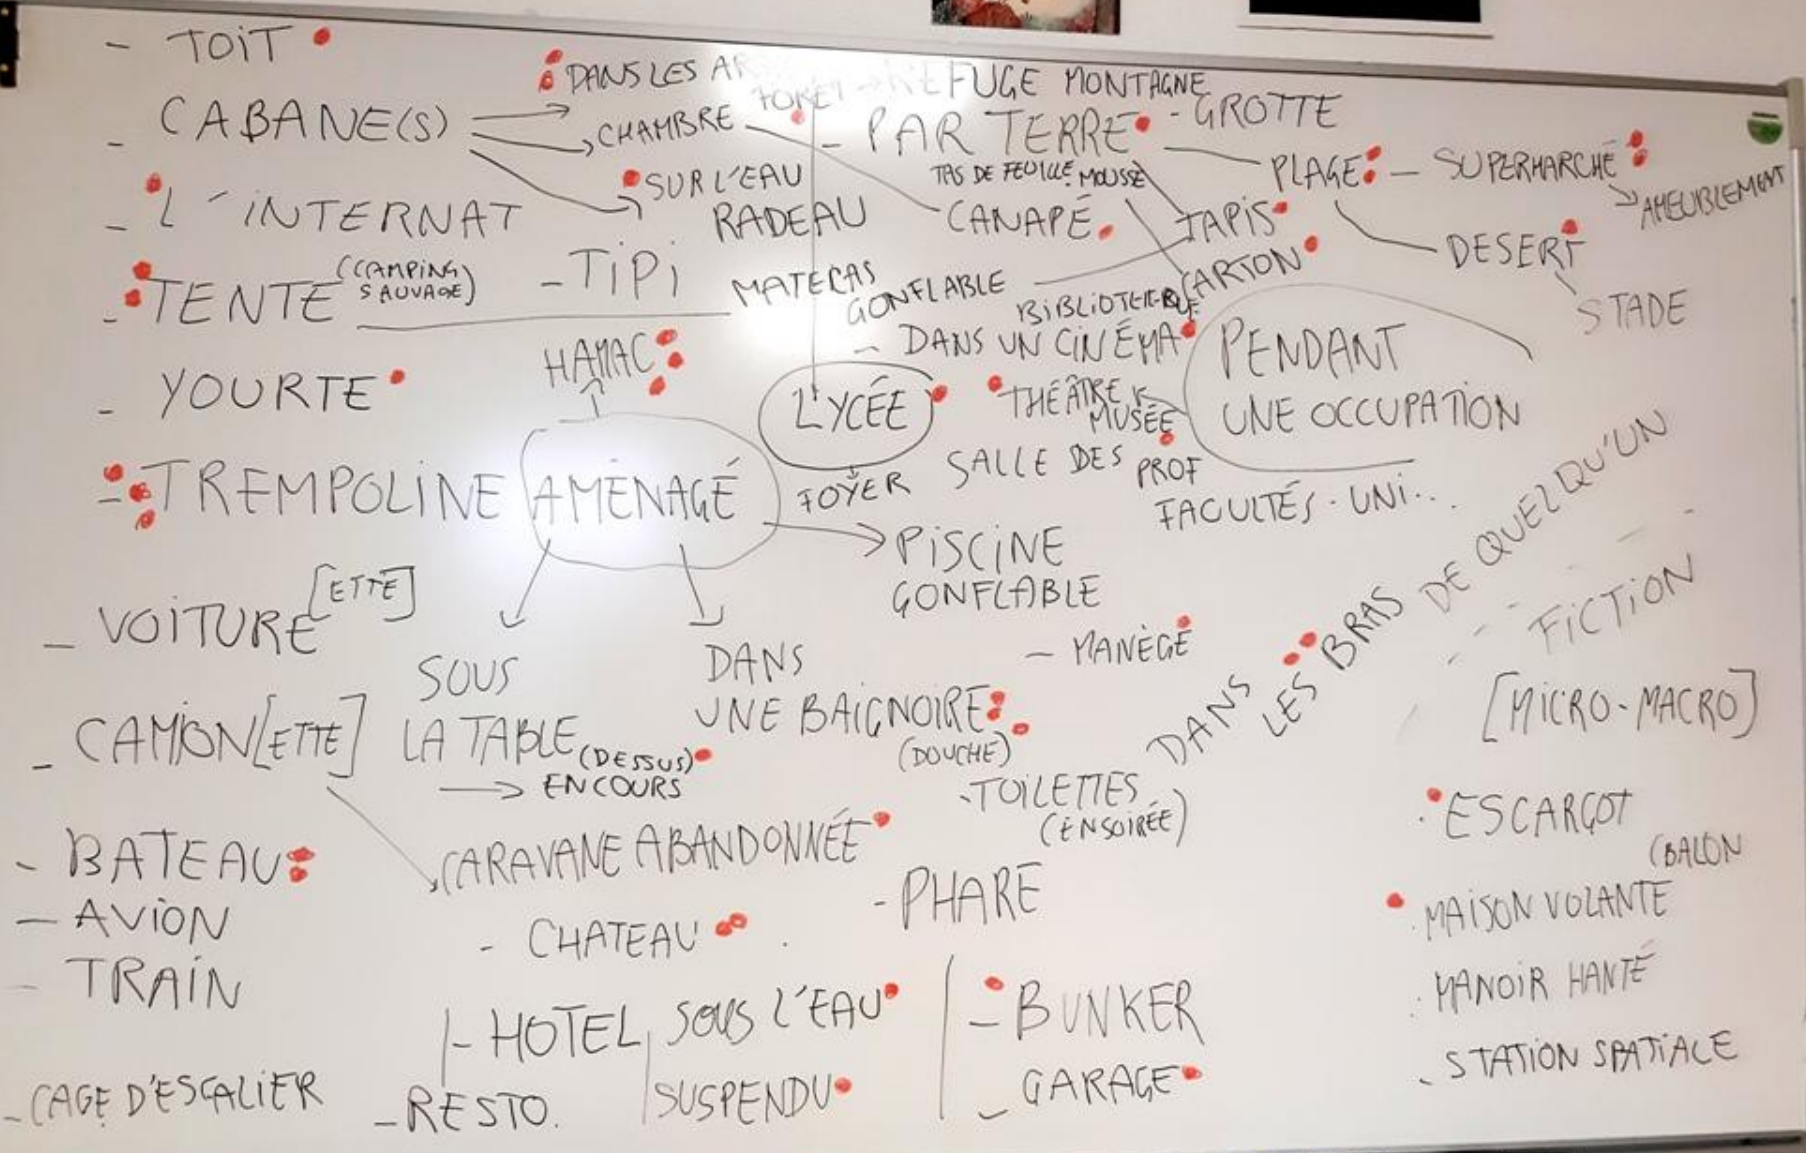 - TOIT
DANS LES AR
FORÊT → REFUGE MONTAGNE
- CABANE(S)
CHAMBRE
- PAR TERRE
- GROTTE
TAS DE FEUILLE, MOUSSE
PLAGE - SUPERMARCHÉ
AMEUBLEMENT
- L'INTERNAT
SUR L'EAU
RADEAU
CANAPÉ
TAPIS
CARTON
DESERT
STADE
- TENTE (CAMPING
SAUVAGE)
- TIPI
MATELAS
GONFLABLE
- DANS UN CINÉMA
PENDANT
UNE OCCUPATION
- YOURTE
HAMAC
LYCÉE
THÉÂTRE
MUSÉE
- TREMPOLINE AMÉNAGÉ
FOYER
SALLE DES PROF
FACULTÉS. UNI..
PISCINE
GONFLABLE
- VOITURE [ETTE]
SOUS
LA TABLE (DESSUS)
→ EN COURS
DANS
UNE BAIGNOIRE
(DOUCHE)
- MANÈGE
DANS LES BRAS DE QUELQU'UN
FICTION
[MICRO-MACRO]
- CAMION[ETTE]
- TOILETTES
(EN SOIRÉE)
CARAVANE ABANDONNÉE
. ESCARGOT
(BALON
. MAISON VOLANTE
. MANOIR HANTÉ
- STATION SPATIALE
- BATEAU
- AVION
- TRAIN
- CHATEAU
- PHARE
- HOTEL
SOUS L'EAU
SUSPENDU
- BUNKER
- GARAGE
- CAGE D'ESCALIER
- RESTO.